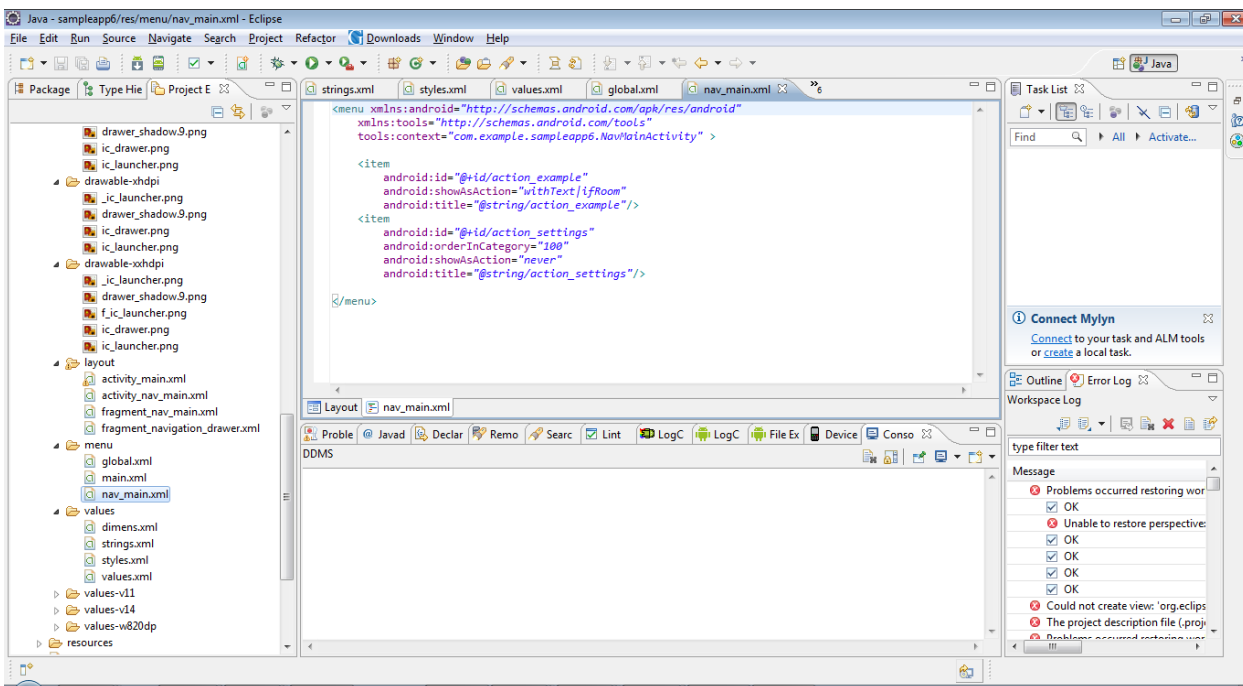 Java - sampleapp6/res/menu/nav_main.xml - Eclipse
File Edit Run Source Navigate Search Project Refactor Downloads Window Help
Java
Package Type Hie Project E
drawer_shadow.9.png
ic_drawer.png
ic_launcher.png
drawable-xhdpi
_ic_launcher.png
drawer_shadow.9.png
ic_drawer.png
ic_launcher.png
drawable-xxhdpi
_ic_launcher.png
drawer_shadow.9.png
f_ic_launcher.png
ic_drawer.png
ic_launcher.png
layout
activity_main.xml
activity_nav_main.xml
fragment_nav_main.xml
fragment_navigation_drawer.xml
menu
global.xml
main.xml
nav_main.xml
values
dimens.xml
strings.xml
styles.xml
values.xml
values-v11
values-v14
values-w820dp
resources
strings.xml styles.xml values.xml global.xml nav_main.xml »6
<menu xmlns:android="http://schemas.android.com/apk/res/android"
xmlns:tools="http://schemas.android.com/tools"
tools:context="com.example.sampleapp6.NavMainActivity" >
<item
android:id="@+id/action_example"
android:showAsAction="withText|ifRoom"
android:title="@string/action_example"/>
<item
android:id="@+id/action_settings"
android:orderInCategory="100"
android:showAsAction="never"
android:title="@string/action_settings"/>
</menu>
Layout nav_main.xml
Proble Javad Declar Remo Searc Lint LogC LogC File Ex Device Conso
DDMS
Task List
Find All Activate...
Connect Mylyn
Connect to your task and ALM tools
or create a local task.
Outline Error Log
Workspace Log
type filter text
Message
Problems occurred restoring wor
OK
Unable to restore perspective:
OK
OK
OK
OK
Could not create view: 'org.eclips
The project description file (.proje
Problems occurred restoring wor